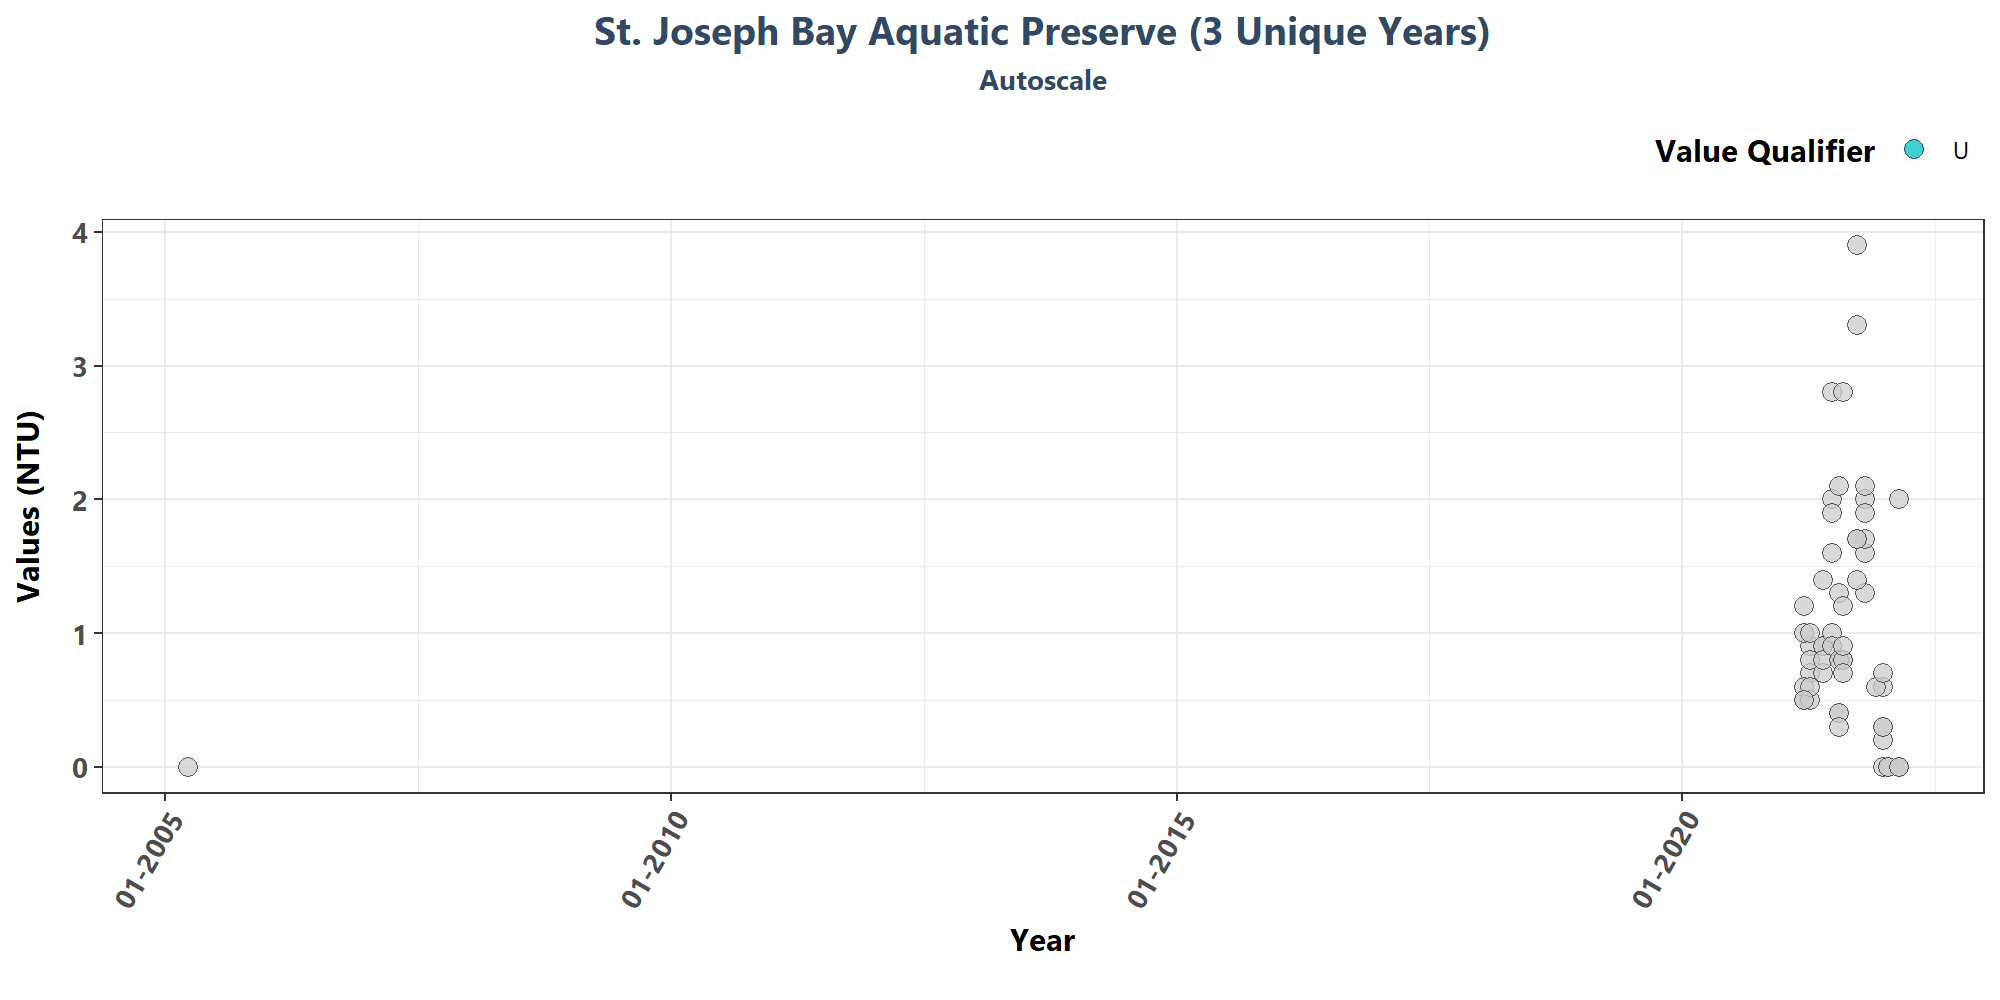 St. Joseph Bay Aquatic Preserve (3 Unique Years)
Autoscale
Value Qualifier U
Values (NTU)
4
3
2
1
0
01-2005 01-2010 01-2015 01-2020
Year